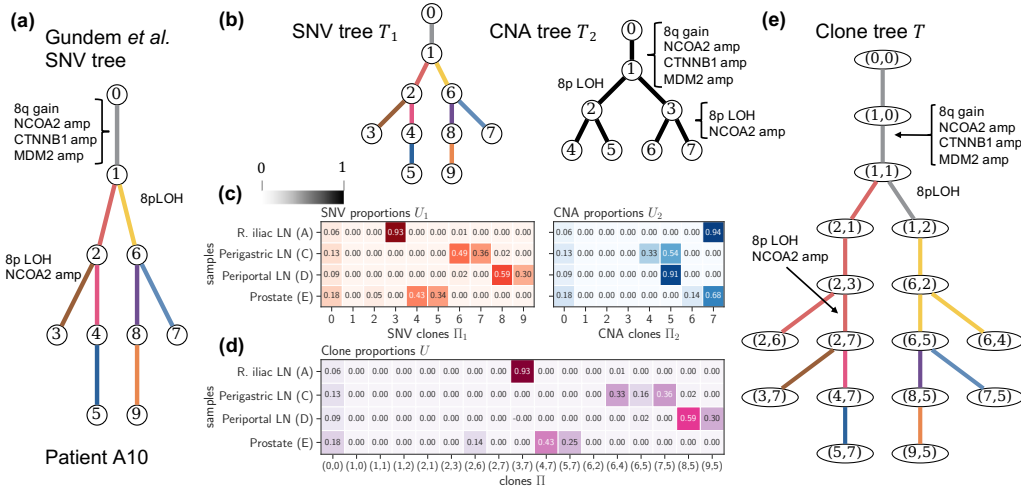 (a)
Gundem et al.
SNV tree
0
8q gain
NCOA2 amp
CTNNB1 amp
MDM2 amp
1
8pLOH
8p LOH
NCOA2 amp
2
6
3
4
8
7
5
9
Patient A10
(b)
SNV tree T1
0
1
2
6
3
4
8
7
5
9
CNA tree T2
0
8q gain
NCOA2 amp
CTNNB1 amp
MDM2 amp
1
8p LOH
2
3
8p LOH
NCOA2 amp
4
5
6
7
0
1
(c)
SNV proportions U1
samples
R. iliac LN (A) 0.06 0.00 0.00 0.93 0.00 0.00 0.01 0.00 0.00 0.00
Perigastric LN (C) 0.13 0.00 0.00 0.00 0.00 0.00 0.49 0.36 0.02 0.00
Periportal LN (D) 0.09 0.00 0.00 0.00 0.00 0.00 0.02 0.00 0.59 0.30
Prostate (E) 0.18 0.00 0.05 0.00 0.43 0.34 0.00 0.00 0.00 0.00
0 1 2 3 4 5 6 7 8 9
SNV clones Π1
CNA proportions U2
0.06 0.00 0.00 0.00 0.00 0.00 0.00 0.94
0.13 0.00 0.00 0.00 0.33 0.54 0.00 0.00
0.09 0.00 0.00 0.00 0.00 0.91 0.00 0.00
0.18 0.00 0.00 0.00 0.00 0.00 0.14 0.68
0 1 2 3 4 5 6 7
CNA clones Π2
(d)
Clone proportions U
samples
R. iliac LN (A) 0.06 0.00 0.00 0.00 0.00 0.00 0.00 0.00 0.93 0.00 0.00 0.00 0.01 0.00 0.00 0.00 0.00
Perigastric LN (C) 0.13 0.00 0.00 0.00 0.00 0.00 0.00 0.00 0.00 0.00 0.00 0.00 0.33 0.16 0.36 0.02 0.00
Periportal LN (D) 0.09 0.00 0.00 0.00 0.00 0.00 0.00 0.00 -0.00 0.00 0.00 0.00 0.00 0.02 0.00 0.59 0.30
Prostate (E) 0.18 0.00 0.00 0.00 0.00 0.00 0.14 0.00 0.00 0.43 0.25 0.00 0.00 0.00 0.00 0.00 0.00
(0,0) (1,0) (1,1) (1,2) (2,1) (2,3) (2,6) (2,7) (3,7) (4,7) (5,7) (6,2) (6,4) (6,5) (7,5) (8,5) (9,5)
clones Π
(e)
Clone tree T
(0,0)
(1,0)
8q gain
NCOA2 amp
CTNNB1 amp
MDM2 amp
(1,1)
8pLOH
(2,1)
(1,2)
8p LOH
NCOA2 amp
(2,3)
(6,2)
(2,6)
(2,7)
(6,5)
(6,4)
(3,7)
(4,7)
(8,5)
(7,5)
(5,7)
(9,5)